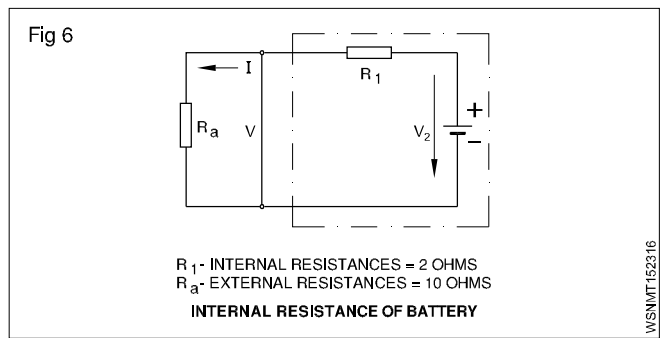 Fig 6
I
R1
Ra
V
V2
+
−
R1- INTERNAL RESISTANCES = 2 OHMS
Ra- EXTERNAL RESISTANCES = 10 OHMS
INTERNAL RESISTANCE OF BATTERY
WSNMT152316